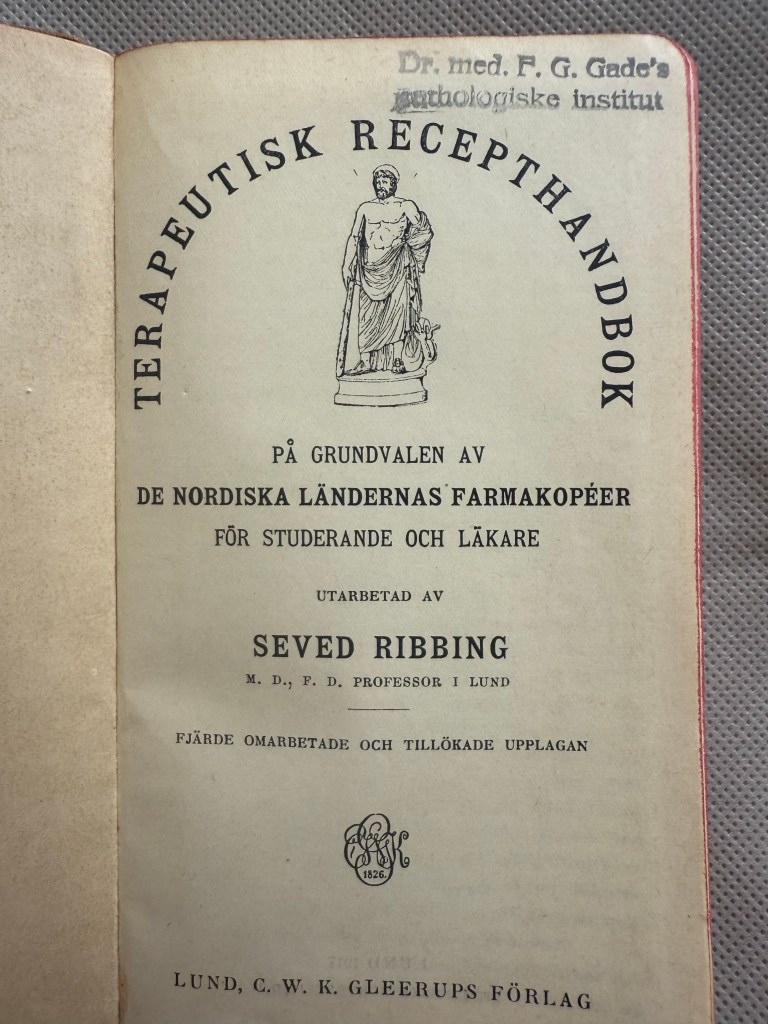 Dr. med. F. G. Gade's
pathologiske institut
TERAPEUTISK RECEPTHANDBOK
PÅ GRUNDVALEN AV
DE NORDISKA LÄNDERNAS FARMAKOPÉER
FÖR STUDERANDE OCH LÄKARE
UTARBETAD AV
SEVED RIBBING
M. D., F. D. PROFESSOR I LUND
FJÄRDE OMARBETADE OCH TILLÖKADE UPPLAGAN
1826.
LUND, C. W. K. GLEERUPS FÖRLAG